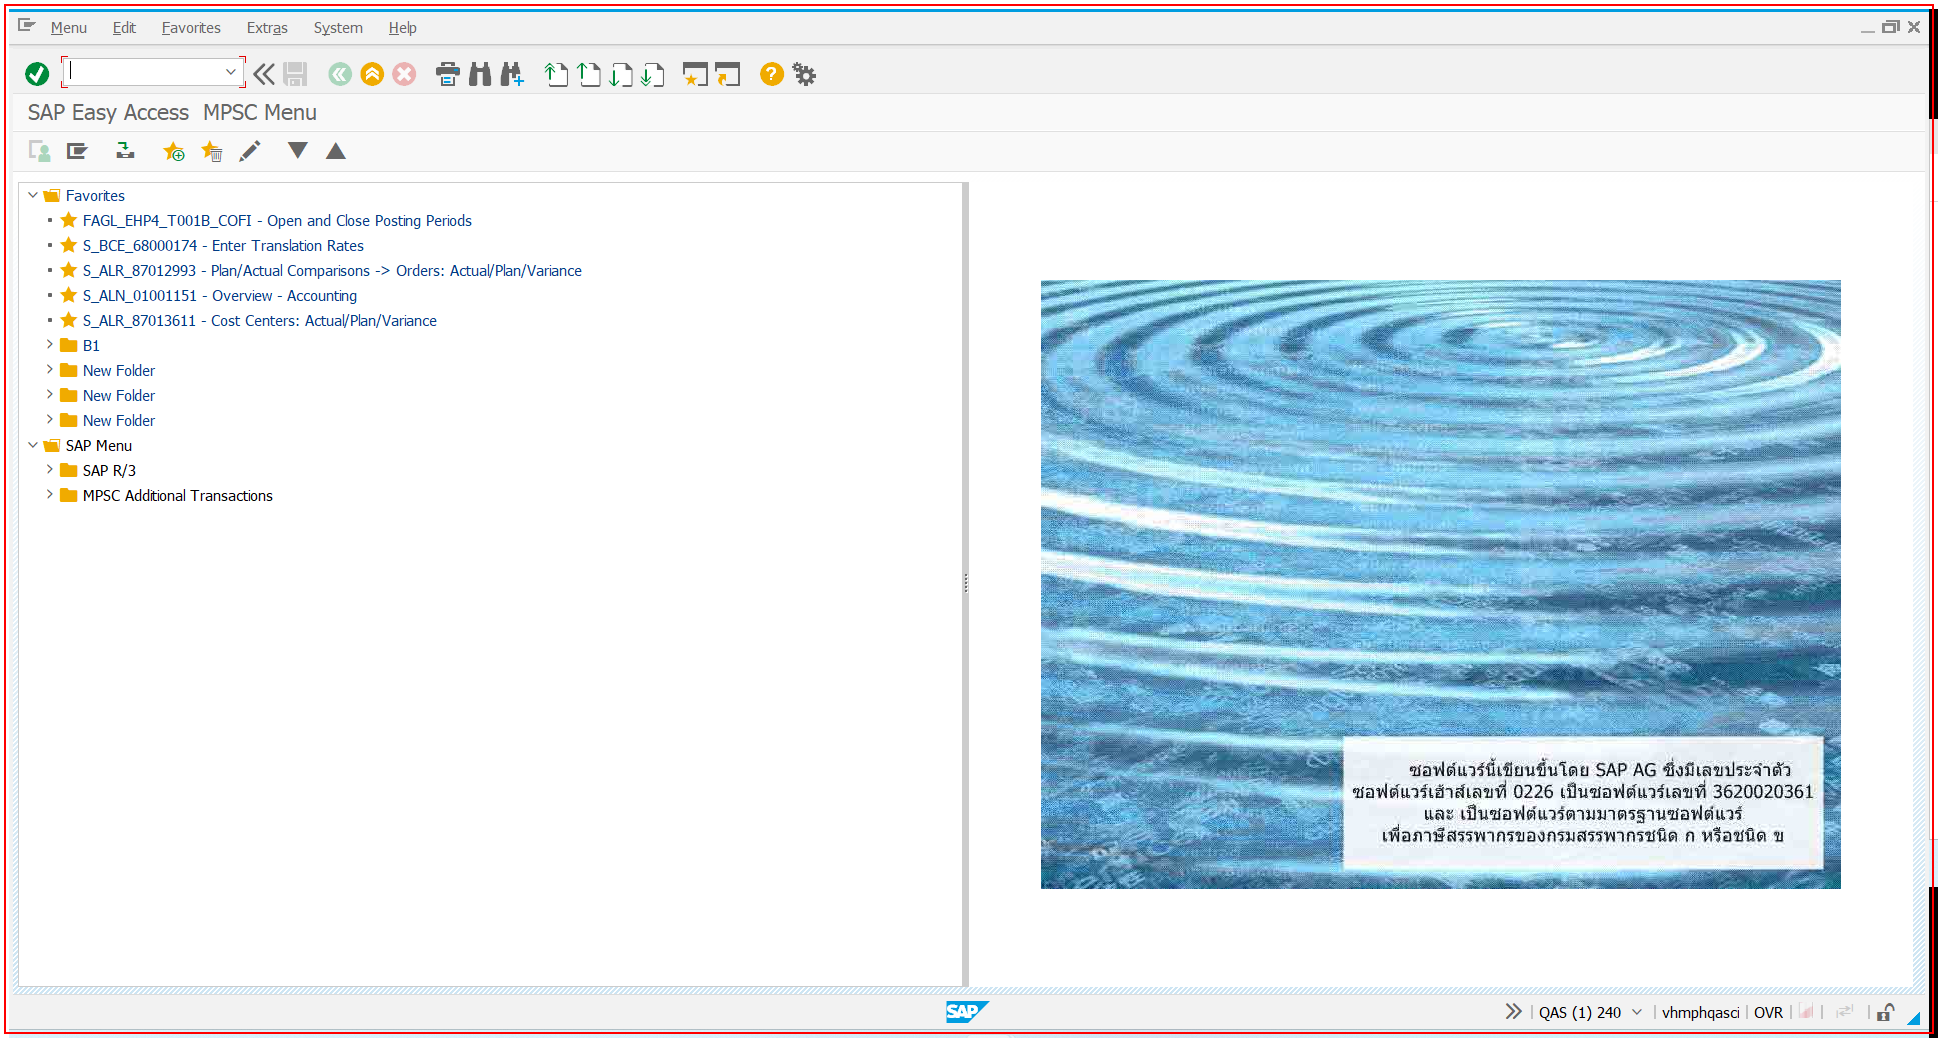 Menu Edit Favorites Extras System Help
SAP Easy Access MPSC Menu
Favorites
FAGL_EHP4_T001B_COFI - Open and Close Posting Periods
S_BCE_68000174 - Enter Translation Rates
S_ALR_87012993 - Plan/Actual Comparisons -> Orders: Actual/Plan/Variance
S_ALN_01001151 - Overview - Accounting
S_ALR_87013611 - Cost Centers: Actual/Plan/Variance
B1
New Folder
New Folder
New Folder
SAP Menu
SAP R/3
MPSC Additional Transactions
ซอฟต์แวร์นี้เขียนขึ้นโดย SAP AG ซึ่งมีเลขประจำตัว
ซอฟต์แวร์เฮ้าส์เลขที่ 0226 เป็นซอฟต์แวร์เลขที่ 3620020361
และ เป็นซอฟต์แวร์ตามมาตรฐานซอฟต์แวร์
เพื่อภาษีสรรพากรของกรมสรรพากรชนิด ก หรือชนิด ข
SAP
QAS (1) 240 vhmphqasci OVR